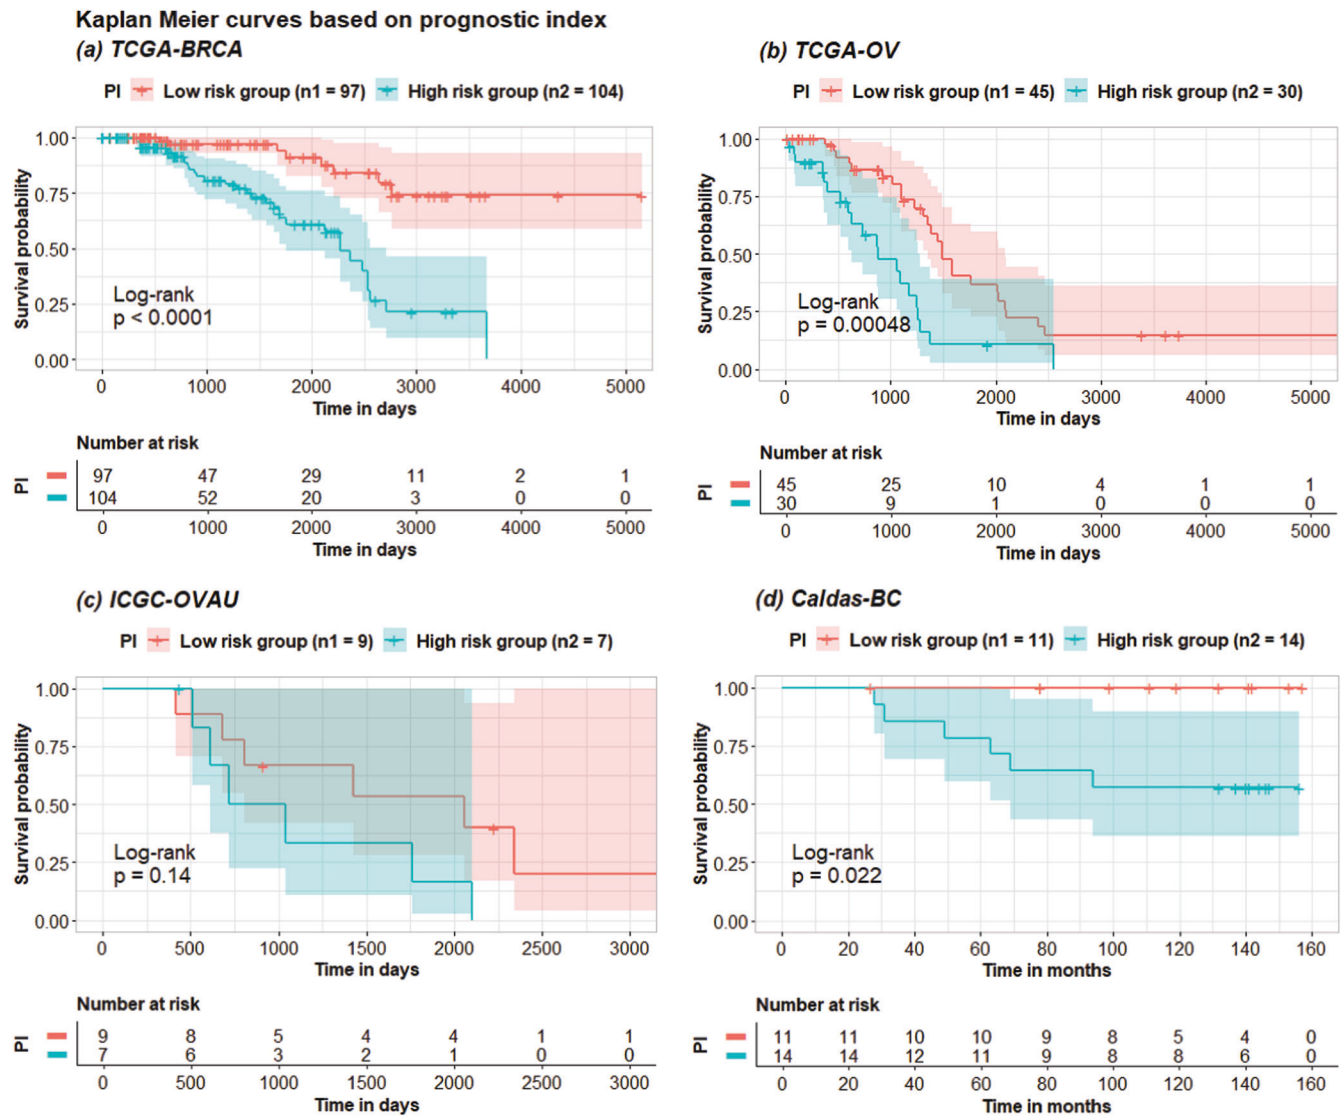 Kaplan Meier curves based on prognostic index
(a) TCGA-BRCA
PI Low risk group (n1 = 97) High risk group (n2 = 104)
Survival probability
1.00
0.75
0.50
0.25
0.00
Log-rank
p < 0.0001
0 1000 2000 3000 4000 5000
Time in days
Number at risk
PI
97 47 29 11 2 1
104 52 20 3 0 0
0 1000 2000 3000 4000 5000
Time in days
(b) TCGA-OV
PI Low risk group (n1 = 45) High risk group (n2 = 30)
Survival probability
1.00
0.75
0.50
0.25
0.00
Log-rank
p = 0.00048
0 1000 2000 3000 4000 5000
Time in days
Number at risk
PI
45 25 10 4 1 1
30 9 1 0 0 0
0 1000 2000 3000 4000 5000
Time in days
(c) ICGC-OVAU
PI Low risk group (n1 = 9) High risk group (n2 = 7)
Survival probability
1.00
0.75
0.50
0.25
0.00
Log-rank
p = 0.14
0 500 1000 1500 2000 2500 3000
Time in days
Number at risk
PI
9 8 5 4 4 1 1
7 6 3 2 1 0 0
0 500 1000 1500 2000 2500 3000
Time in days
(d) Caldas-BC
PI Low risk group (n1 = 11) High risk group (n2 = 14)
Survival probability
1.00
0.75
0.50
0.25
0.00
Log-rank
p = 0.022
0 20 40 60 80 100 120 140 160
Time in months
Number at risk
PI
11 11 10 10 9 8 5 4 0
14 14 12 11 9 8 8 6 0
0 20 40 60 80 100 120 140 160
Time in months